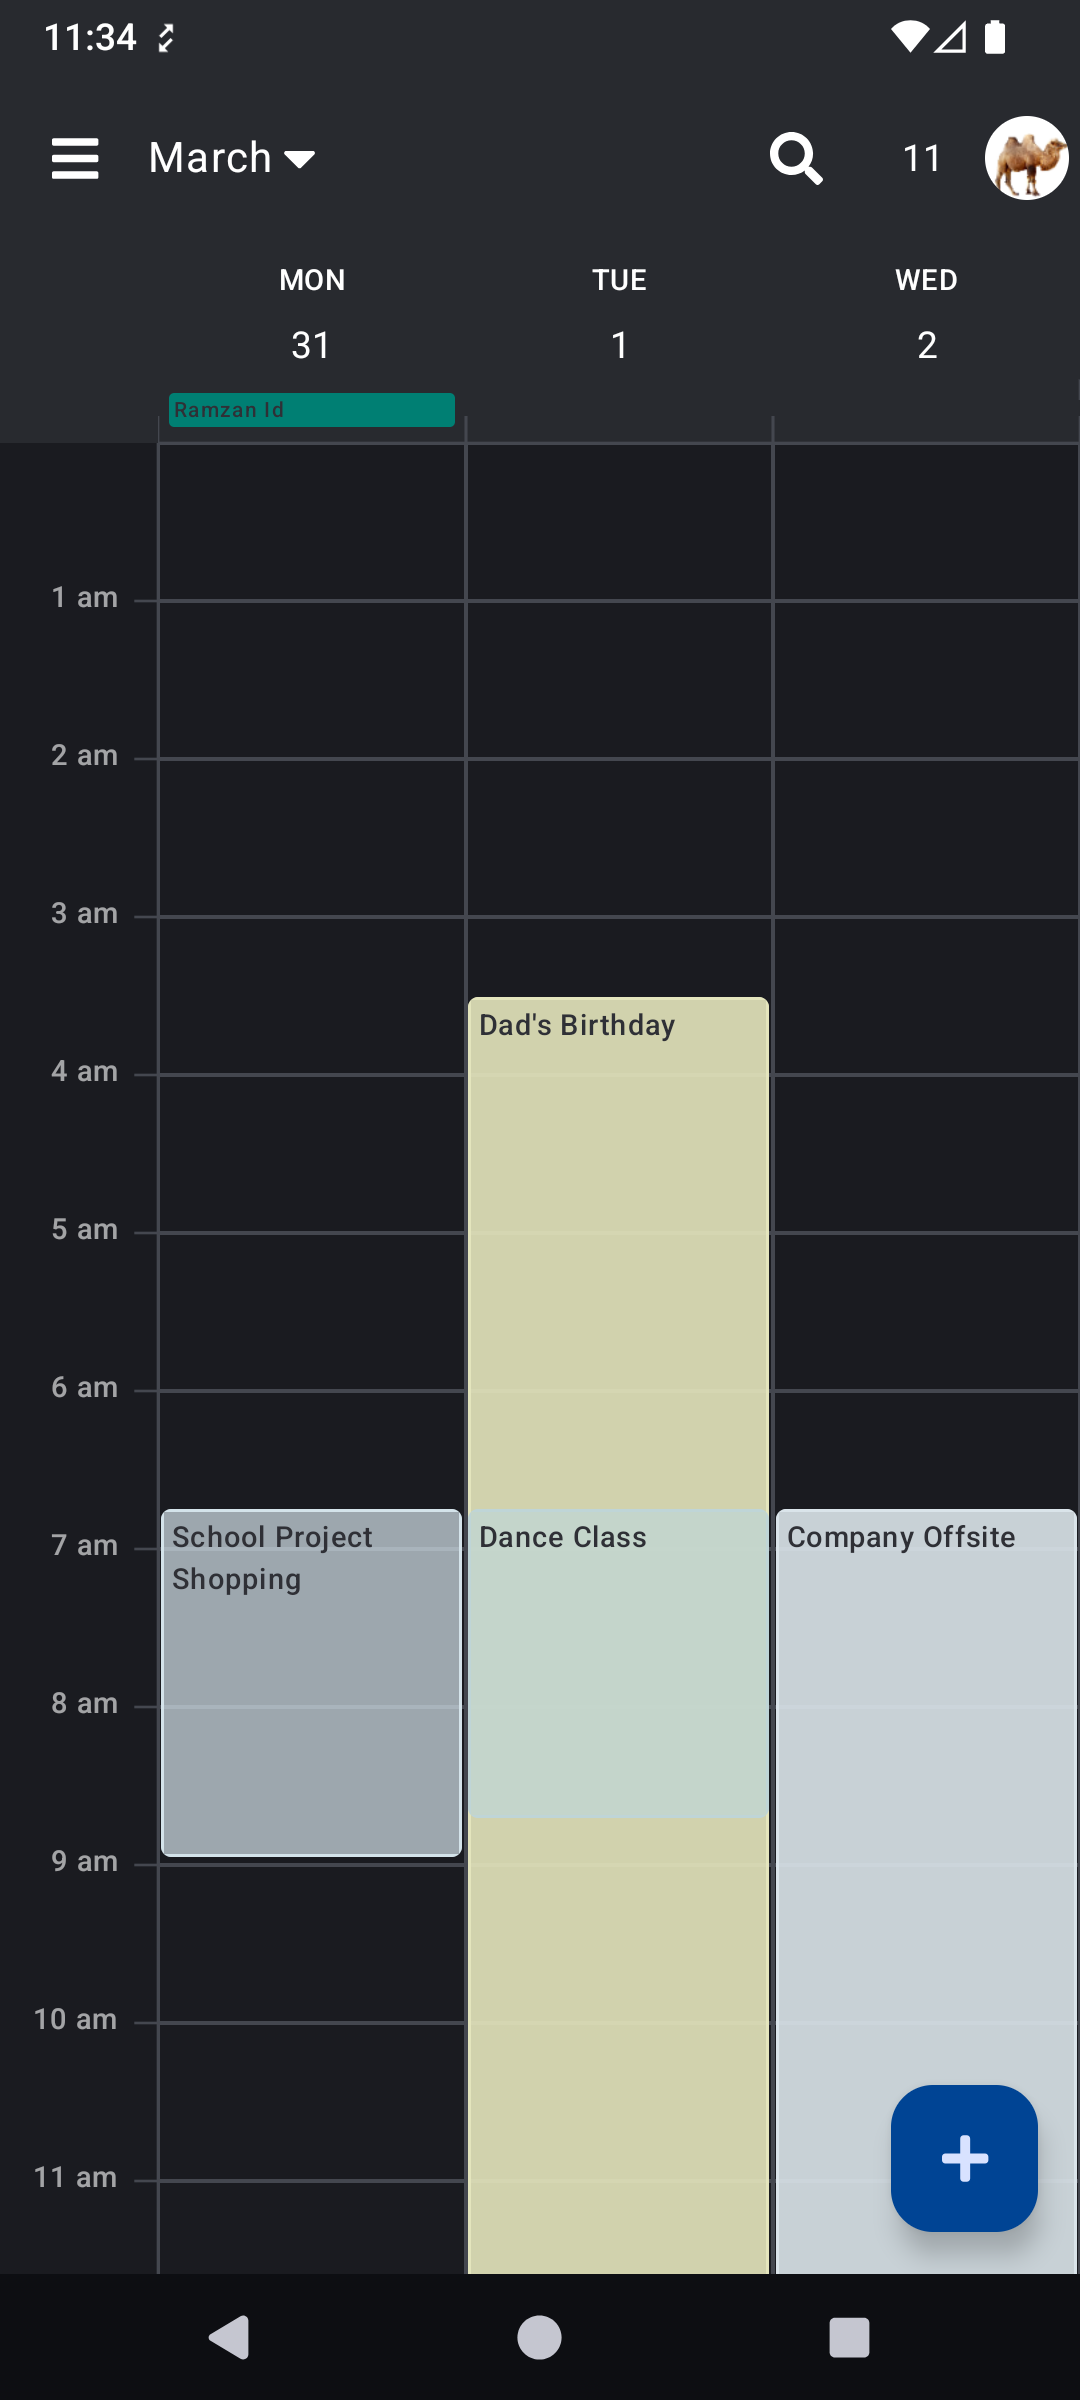 11:34
March
11
MON
TUE
WED
31
1
2
Ramzan Id
1 am
2 am
3 am
Dad's Birthday
4 am
5 am
6 am
School Project
Shopping
Dance Class
Company Offsite
7 am
8 am
9 am
10 am
11 am